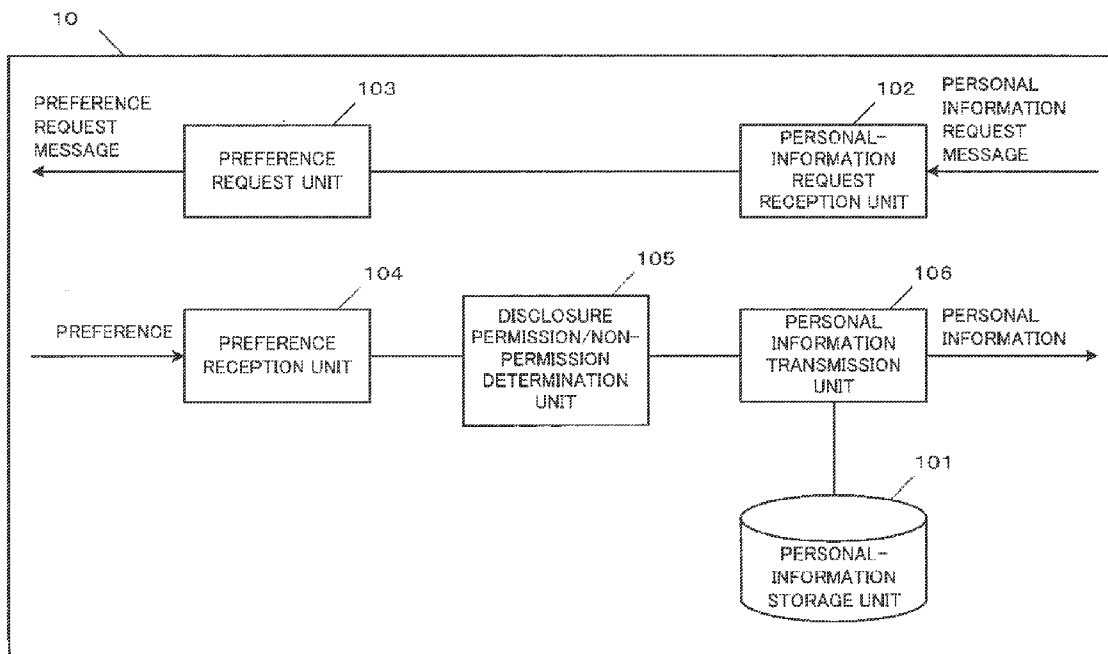 10
PREFERENCE
REQUEST
MESSAGE
103
PREFERENCE
REQUEST UNIT
102
PERSONAL-
INFORMATION
REQUEST
RECEPTION UNIT
PERSONAL
INFORMATION
REQUEST
MESSAGE
PREFERENCE
104
PREFERENCE
RECEPTION UNIT
105
DISCLOSURE
PERMISSION/NON-
PERMISSION
DETERMINATION
UNIT
106
PERSONAL
INFORMATION
TRANSMISSION
UNIT
PERSONAL
INFORMATION
101
PERSONAL-
INFORMATION
STORAGE UNIT